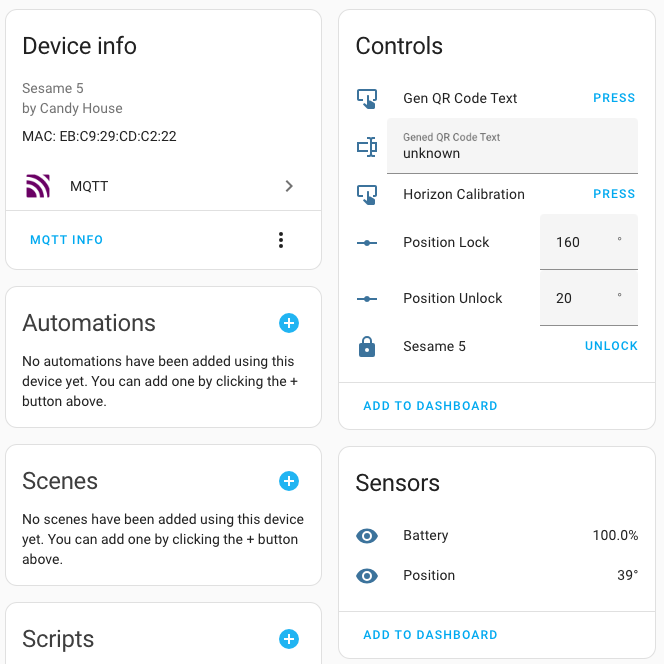 Device info
Sesame 5
by Candy House
MAC: EB:C9:29:CD:C2:22
MQTT
MQTT INFO
Automations
No automations have been added using this
device yet. You can add one by clicking the +
button above.
Scenes
No scenes have been added using this device
yet. You can add one by clicking the + button
above.
Scripts
Controls
Gen QR Code Text PRESS
Gened QR Code Text
unknown
Horizon Calibration PRESS
Position Lock 160 °
Position Unlock 20 °
Sesame 5 UNLOCK
ADD TO DASHBOARD
Sensors
Battery 100.0%
Position 39°
ADD TO DASHBOARD